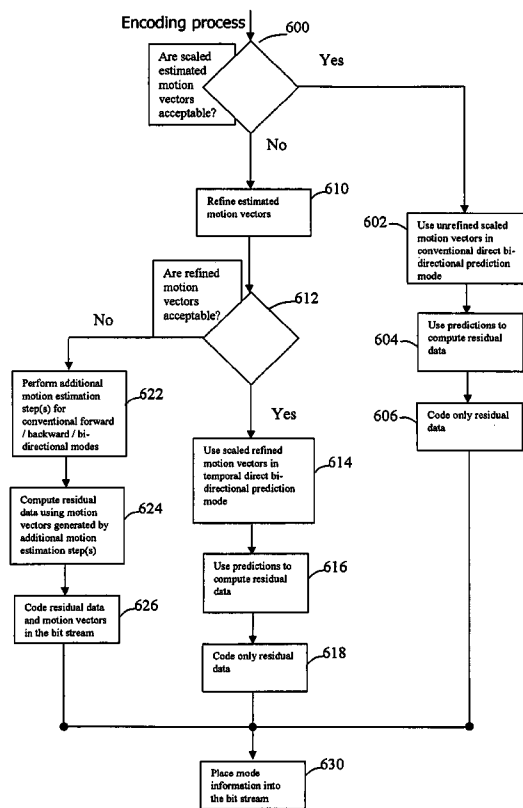 Encoding process
600
Are scaled
estimated
motion
vectors
acceptable?
Yes
No
610
Refine estimated
motion vectors
602
Use unrefined scaled
motion vectors in
conventional direct bi-
directional prediction
mode
Are refined
motion
vectors
acceptable?
612
No
604
Use predictions to
compute residual
data
Perform additional
motion estimation
step(s) for
conventional forward
/ backward / bi-
directional modes
622
Yes
606
Code only residual
data
Use scaled refined
motion vectors in
temporal direct bi-
directional prediction
mode
614
Compute residual
data using motion
vectors generated by
additional motion
estimation step(s)
624
Use predictions to
compute residual
data
616
Code residual data
and motion vectors
in the bit stream
626
Code only residual
data
618
Place mode
information into
the bit stream
630